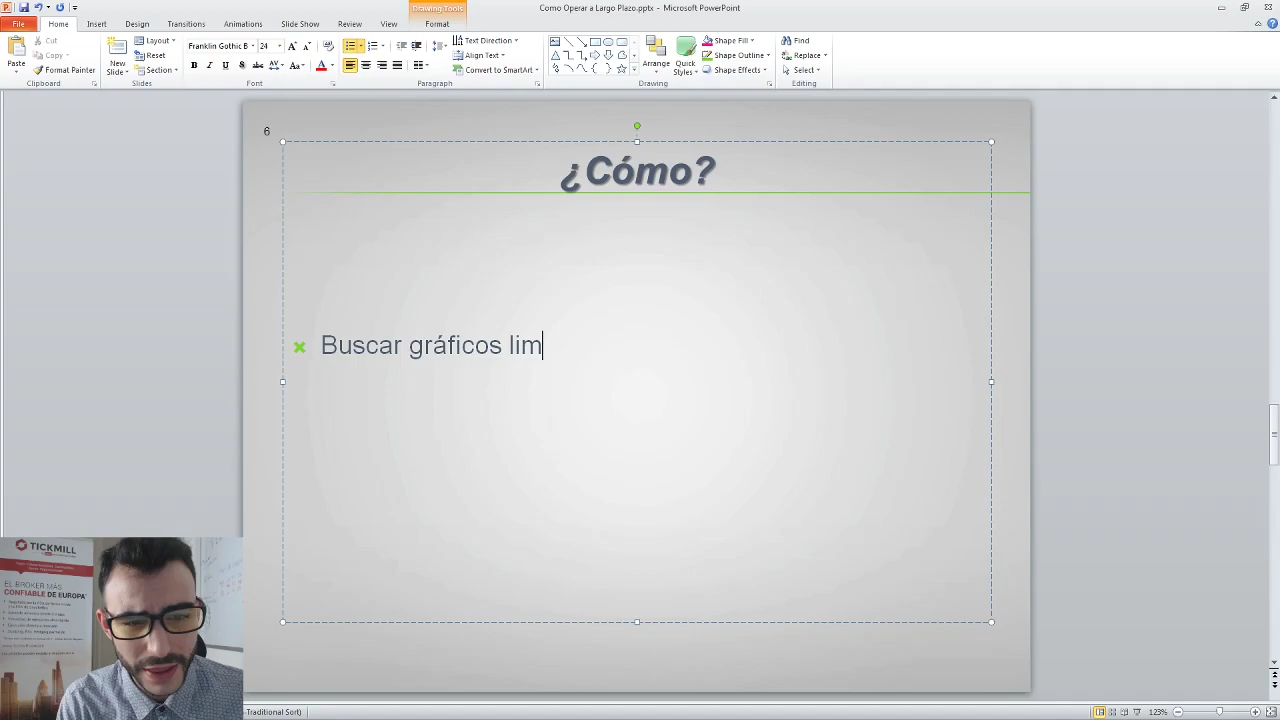 Como Operar a Largo Plazo.pptx - Microsoft PowerPoint
Drawing Tools
File Home Insert Design Transitions Animations Slide Show Review View Format
Paste
Cut
Copy
Format Painter
Clipboard
New Slide
Layout
Reset
Section
Slides
Franklin Gothic B 24
Font
Text Direction
Align Text
Convert to SmartArt
Paragraph
Arrange
Quick Styles
Shape Fill
Shape Outline
Shape Effects
Drawing
Find
Replace
Select
Editing
6
¿Cómo?
Buscar gráficos lim
TICKMILL
EL BROKER MÁS
CONFIABLE DE EUROPA
-Traditional Sort)
123%